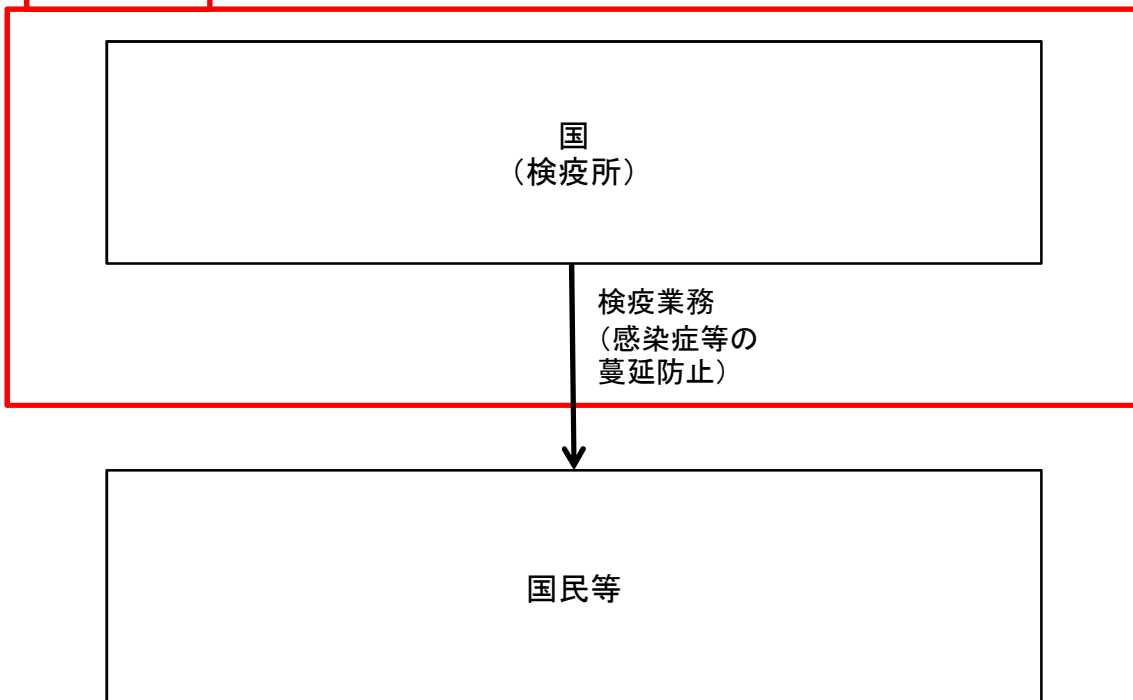 国
（検疫所）
検疫業務
（感染症等の
蔓延防止）
国民等